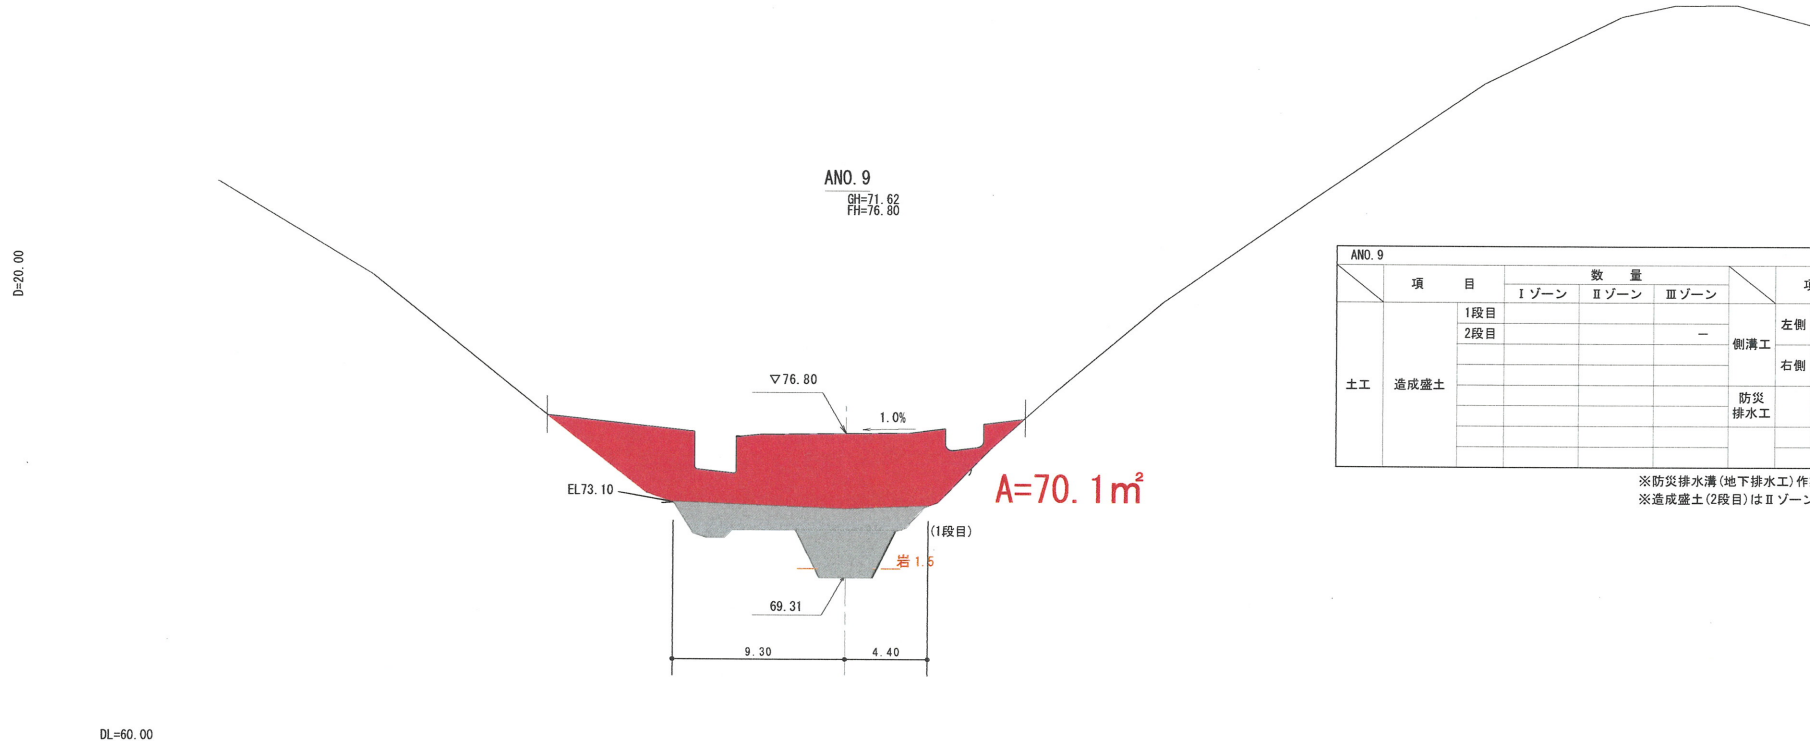 ANO. 9
GH=71. 62
FH=76. 80
D=20. 00
ANO. 9
項 目
数 量
Ⅰゾーン Ⅱゾーン Ⅲゾーン
土工 造成盛土
1段目
2段目 −
側溝工
左側
右側
防災
排水工
▽76. 80
1. 0%
EL73. 10
A=70. 1㎡
(1段目)
岩 1. 5
69. 31
9. 30 4. 40
※防災排水溝(地下排水工)作
※造成盛土(2段目)はⅡゾーン
DL=60. 00